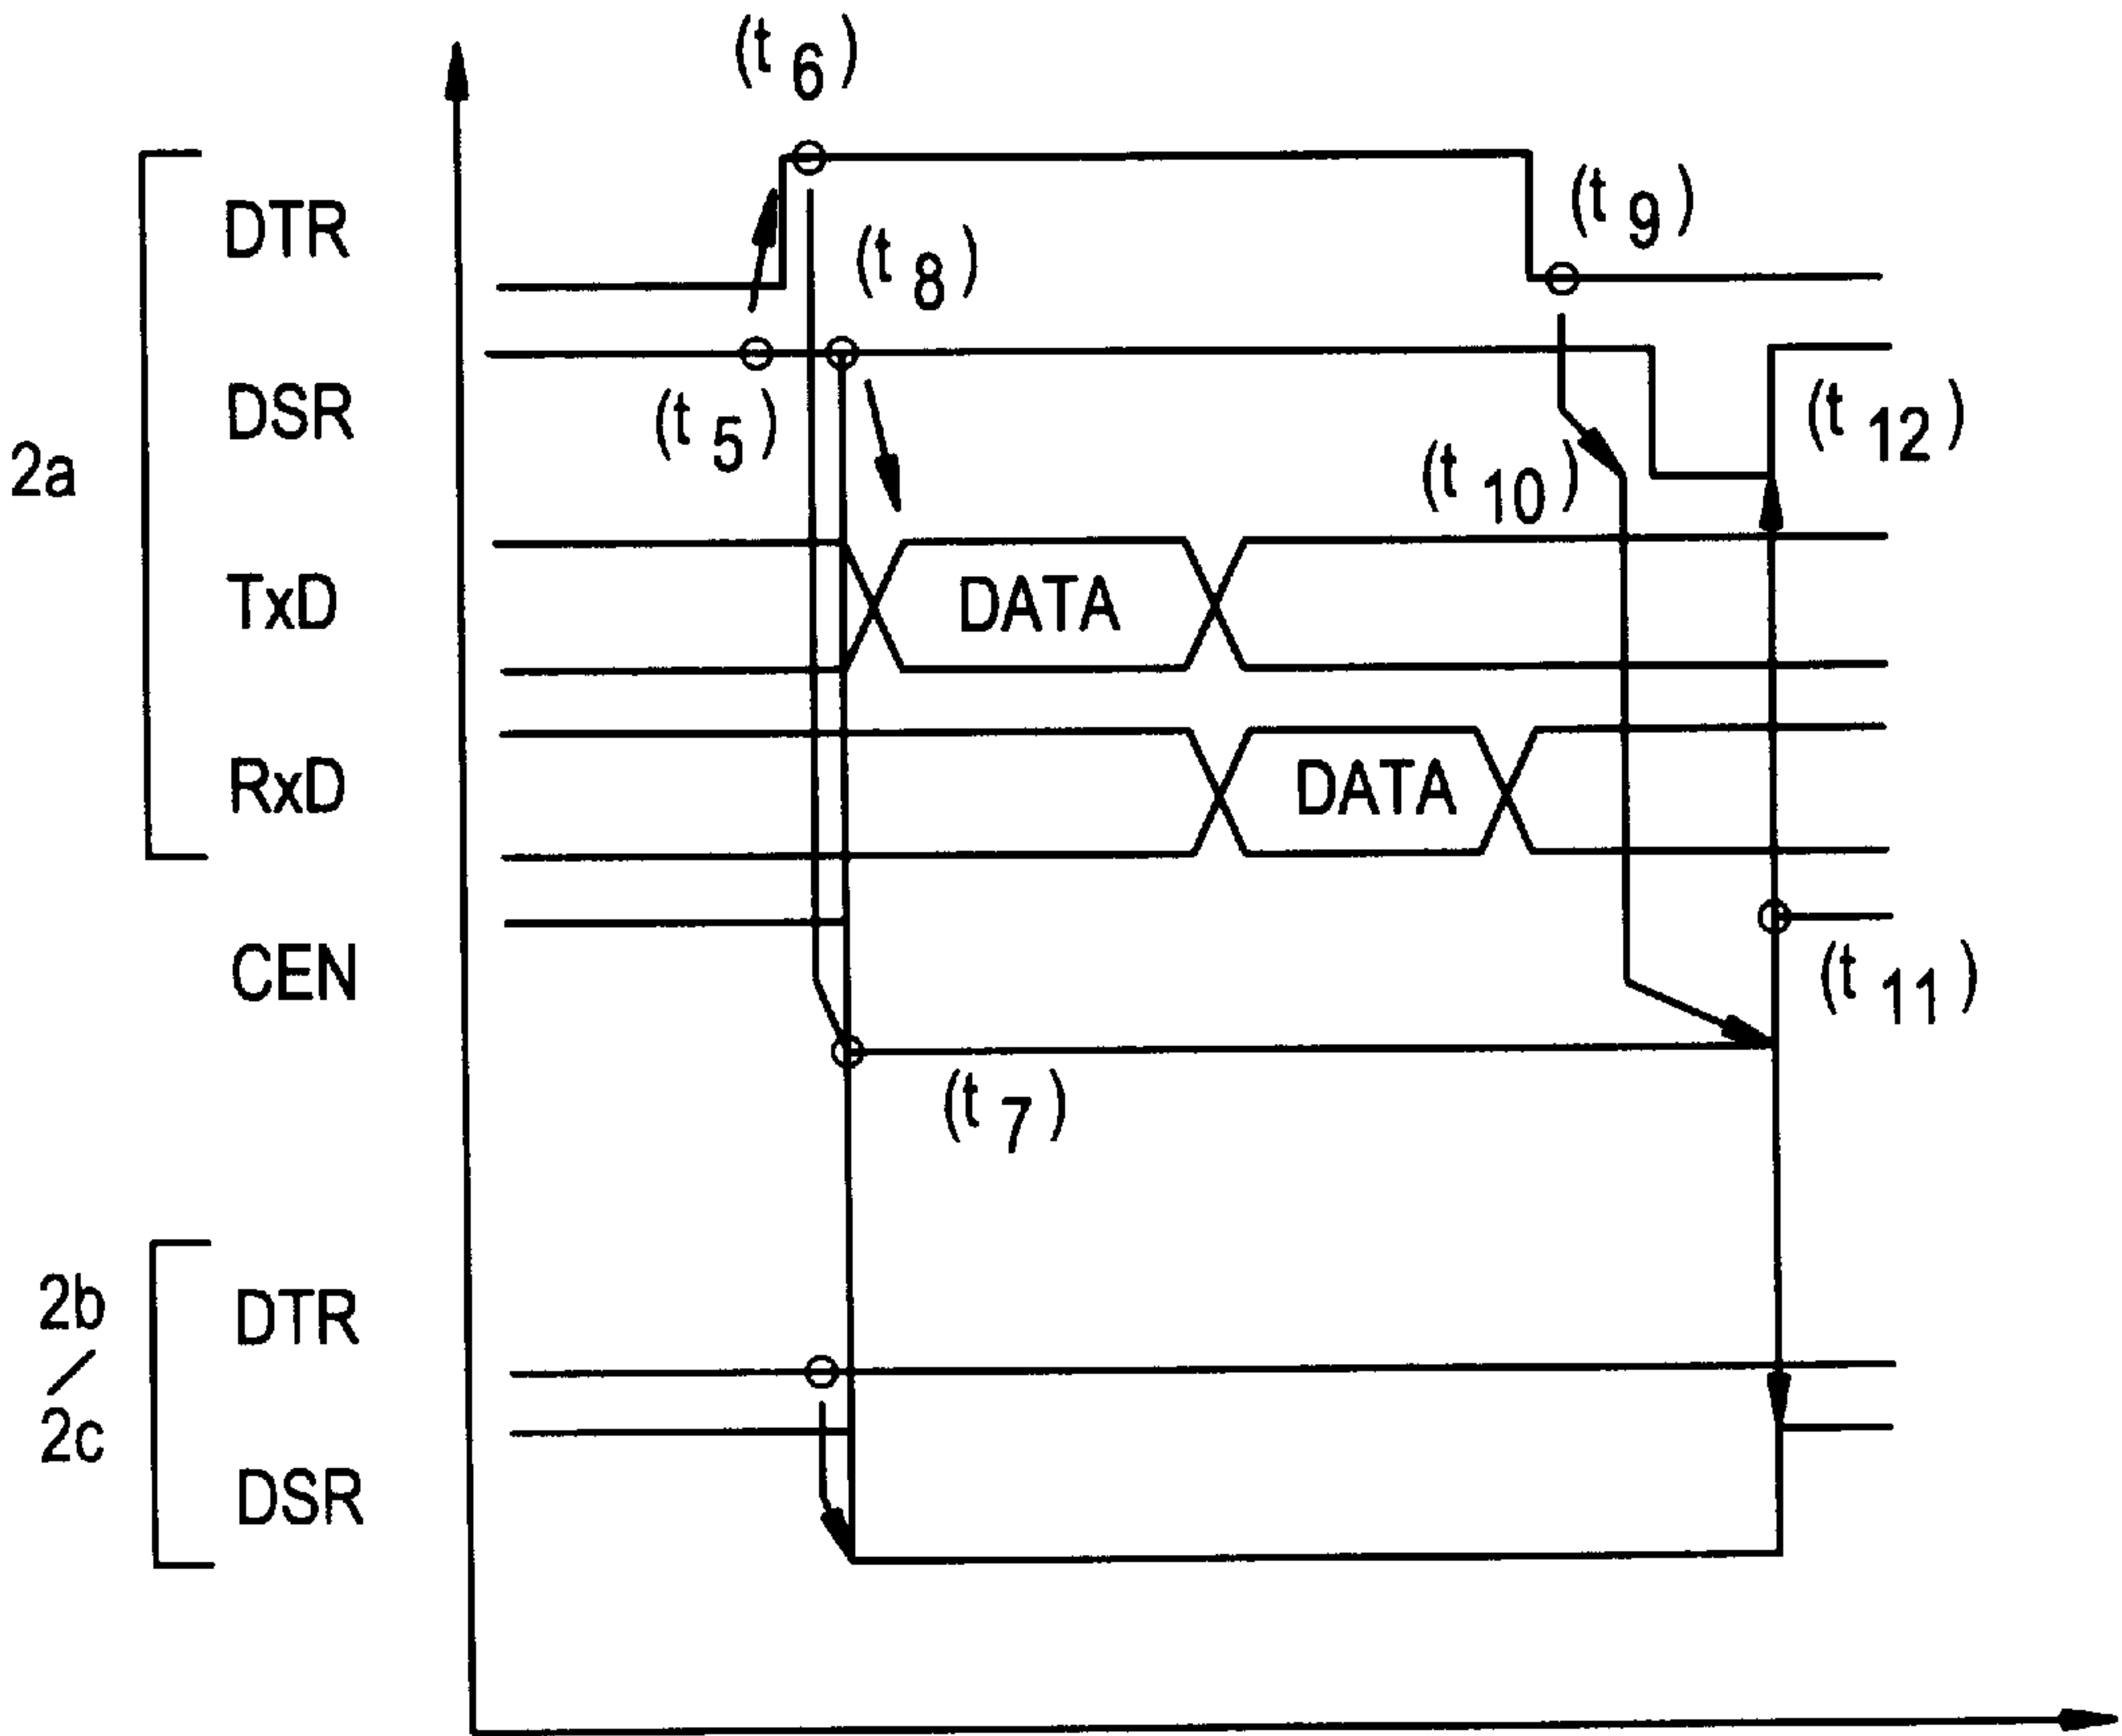 (t 6)
DTR
(t 9)
(t 8)
2a
DSR
(t 5)
(t 12)
(t 10)
TxD
DATA
RxD
DATA
CEN
(t 11)
(t 7)
2b
/
2c
DTR
DSR